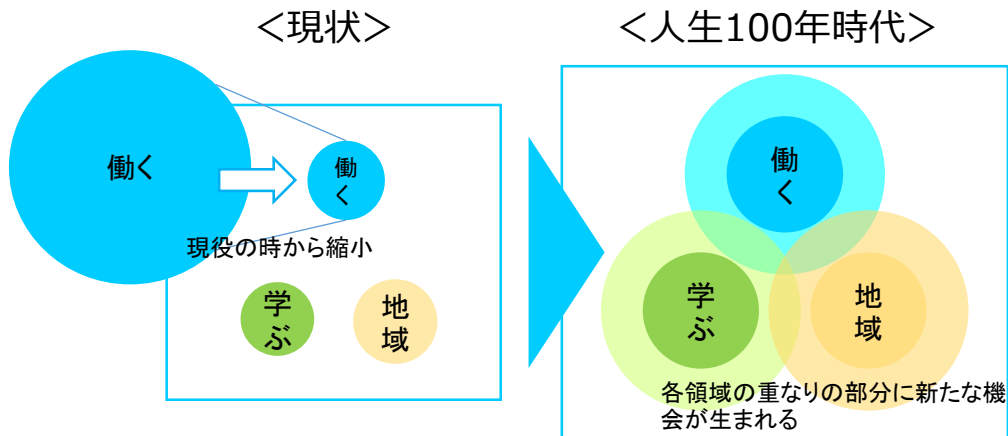 ＜現状＞
＜人生100年時代＞
働く
働
く
現役の時から縮小
学
ぶ
地
域
働
く
学
ぶ
地
域
各領域の重なりの部分に新たな機
会が生まれる